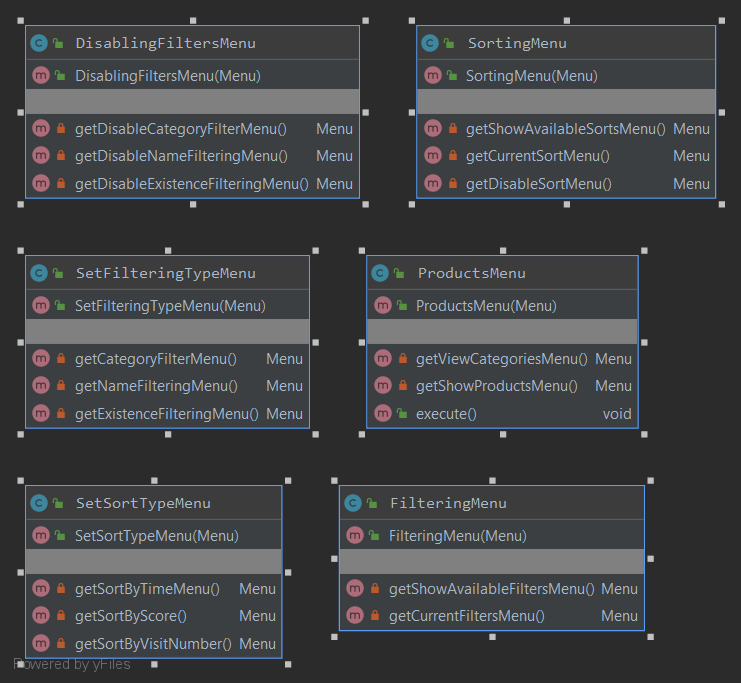 DisablingFiltersMenu
DisablingFiltersMenu(Menu)
getDisableCategoryFilterMenu() Menu
getDisableNameFilteringMenu() Menu
getDisableExistenceFilteringMenu() Menu
SortingMenu
SortingMenu(Menu)
getShowAvailableSortsMenu() Menu
getCurrentSortMenu() Menu
getDisableSortMenu() Menu
SetFilteringTypeMenu
SetFilteringTypeMenu(Menu)
getCategoryFilterMenu() Menu
getNameFilteringMenu() Menu
getExistenceFilteringMenu() Menu
ProductsMenu
ProductsMenu(Menu)
getViewCategoriesMenu() Menu
getShowProductsMenu() Menu
execute() void
SetSortTypeMenu
SetSortTypeMenu(Menu)
getSortByTimeMenu() Menu
getSortByScore() Menu
getSortByVisitNumber() Menu
FilteringMenu
FilteringMenu(Menu)
getShowAvailableFiltersMenu() Menu
getCurrentFiltersMenu() Menu
Powered by yFiles